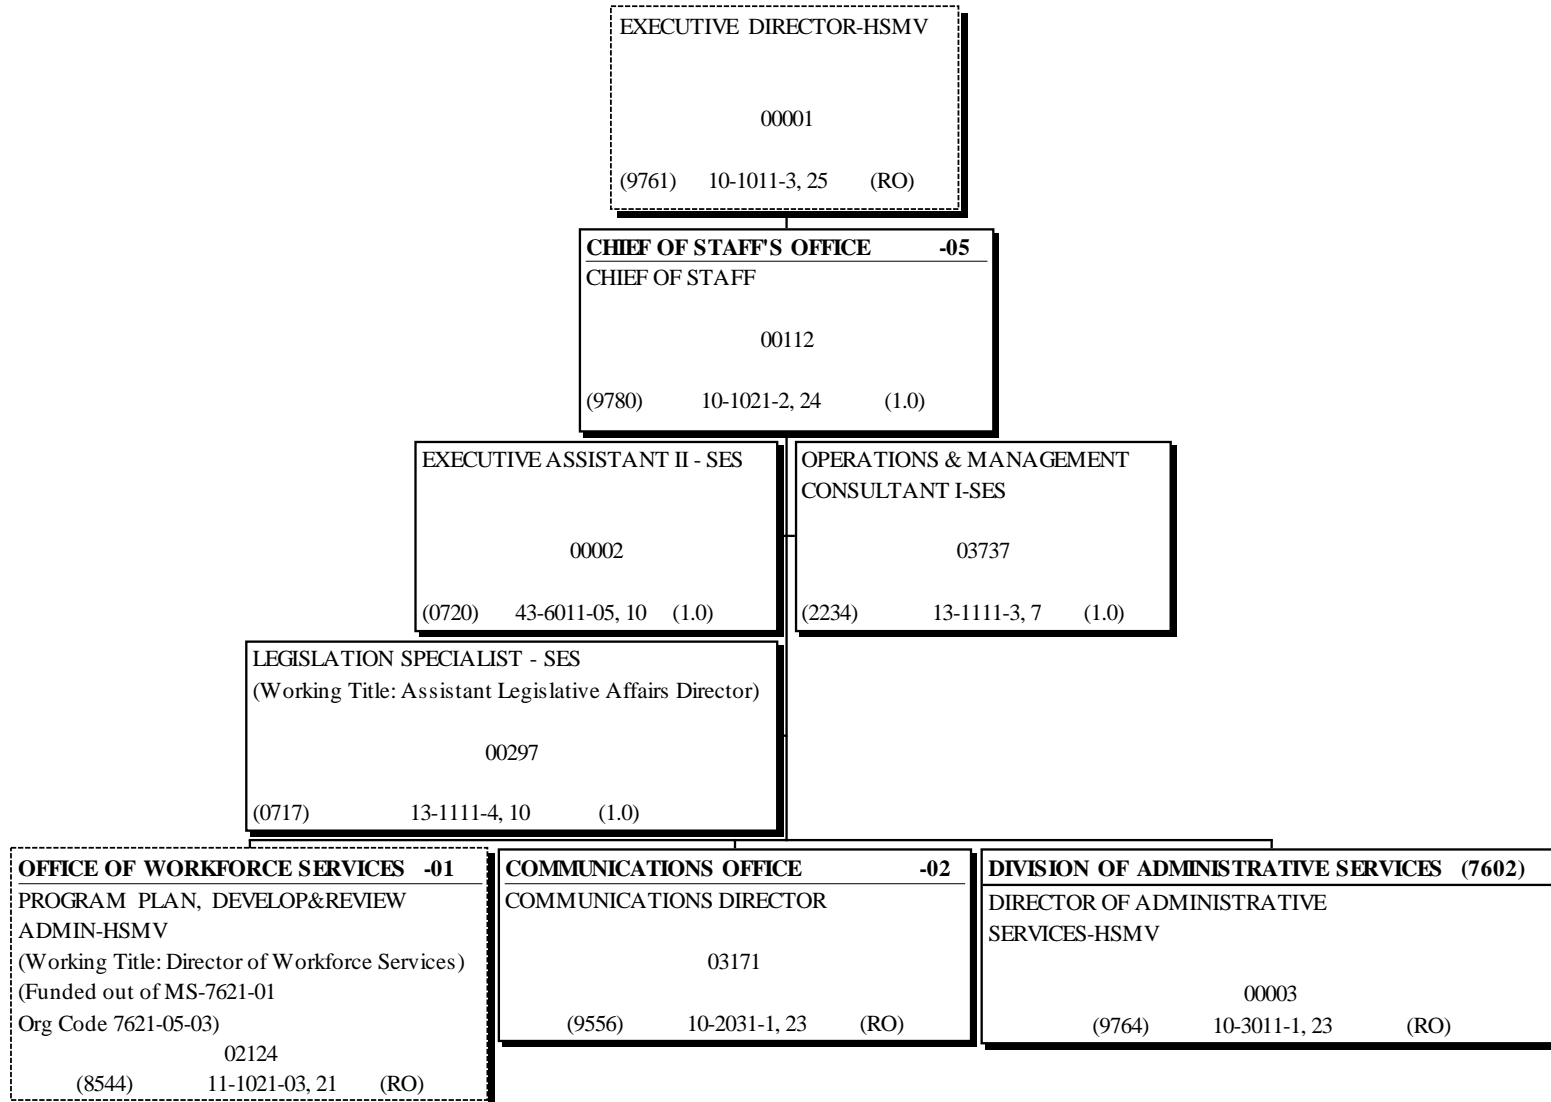 EXECUTIVE DIRECTOR-HSMV
00001
(9761) 10-1011-3, 25 (RO)
CHIEF OF STAFF'S OFFICE -05
CHIEF OF STAFF
00112
(9780) 10-1021-2, 24 (1.0)
EXECUTIVE ASSISTANT II - SES
00002
(0720) 43-6011-05, 10 (1.0)
OPERATIONS & MANAGEMENT
CONSULTANT I-SES
03737
(2234) 13-1111-3, 7 (1.0)
LEGISLATION SPECIALIST - SES
(Working Title: Assistant Legislative Affairs Director)
00297
(0717) 13-1111-4, 10 (1.0)
OFFICE OF WORKFORCE SERVICES -01
PROGRAM PLAN, DEVELOP&REVIEW
ADMIN-HSMV
(Working Title: Director of Workforce Services)
(Funded out of MS-7621-01
Org Code 7621-05-03)
02124
(8544) 11-1021-03, 21 (RO)
COMMUNICATIONS OFFICE -02
COMMUNICATIONS DIRECTOR
03171
(9556) 10-2031-1, 23 (RO)
DIVISION OF ADMINISTRATIVE SERVICES (7602)
DIRECTOR OF ADMINISTRATIVE
SERVICES-HSMV
00003
(9764) 10-3011-1, 23 (RO)